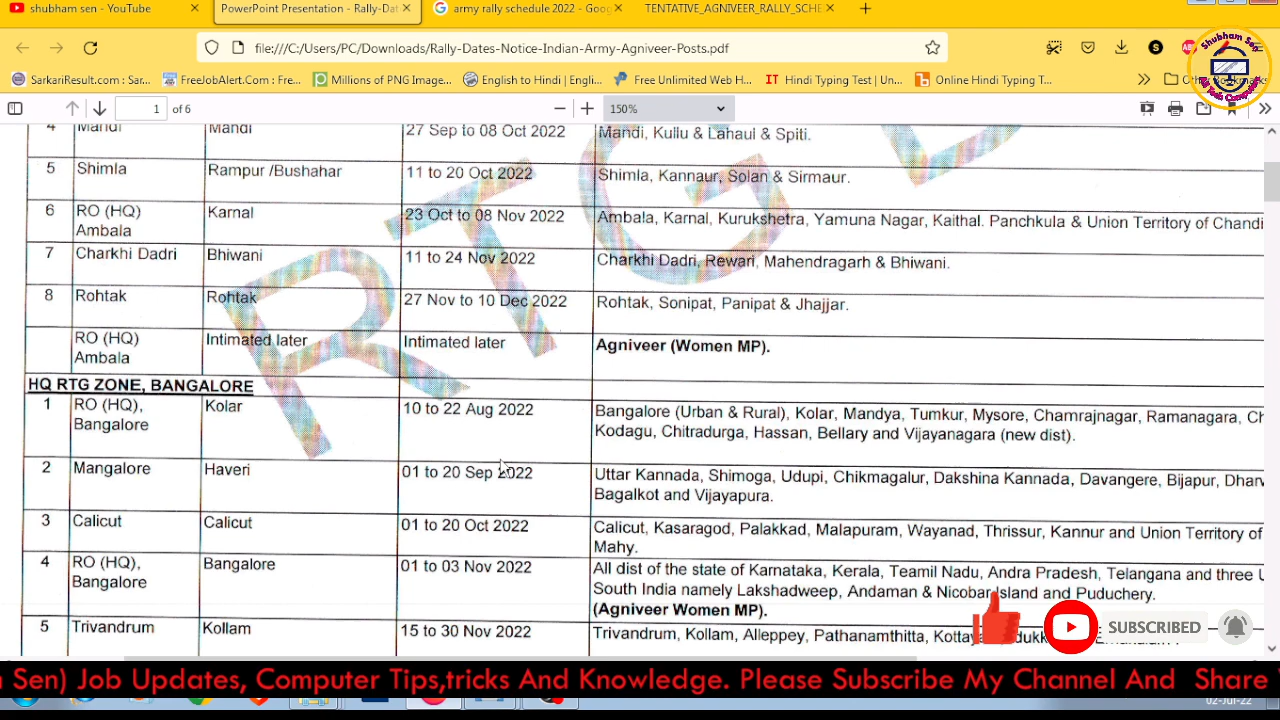 shubham sen - YouTube
PowerPoint Presentation - Rally-Dat
army rally schedule 2022 - Goog
TENTATIVE_AGNIVEER_RALLY_SCHE
file:///C:/Users/PC/Downloads/Rally-Dates-Notice-Indian-Army-Agniveer-Posts.pdf
Shubham Sen
SarkariResult.com : Sar...
FreeJobAlert.Com : Fre...
Millions of PNG Image...
English to Hindi | Engli...
Free Unlimited Web H...
Hindi Typing Test | Un...
Online Hindi Typing T...
1 of 6
150%
4 Mandi Mandi 27 Sep to 08 Oct 2022 Mandi, Kullu & Lahaui & Spiti.
5 Shimla Rampur /Bushahar 11 to 20 Oct 2022 Shimla, Kannaur, Solan & Sirmaur.
6 RO (HQ) Karnal 23 Oct to 08 Nov 2022 Ambala, Karnal, Kurukshetra, Yamuna Nagar, Kaithal. Panchkula & Union Territory of Chandi
Ambala
7 Charkhi Dadri Bhiwani 11 to 24 Nov 2022 Charkhi Dadri, Rewari, Mahendragarh & Bhiwani.
8 Rohtak Rohtak 27 Nov to 10 Dec 2022 Rohtak, Sonipat, Panipat & Jhajjar.
RO (HQ) Intimated later Intimated later Agniveer (Women MP).
Ambala
HQ RTG ZONE, BANGALORE
1 RO (HQ), Kolar 10 to 22 Aug 2022 Bangalore (Urban & Rural), Kolar, Mandya, Tumkur, Mysore, Chamrajnagar, Ramanagara, Ch
Bangalore Kodagu, Chitradurga, Hassan, Bellary and Vijayanagara (new dist).
2 Mangalore Haveri 01 to 20 Sep 2022 Uttar Kannada, Shimoga, Udupi, Chikmagalur, Dakshina Kannada, Davangere, Bijapur, Dharv
Bagalkot and Vijayapura.
3 Calicut Calicut 01 to 20 Oct 2022 Calicut, Kasaragod, Palakkad, Malapuram, Wayanad, Thrissur, Kannur and Union Territory of
Mahy.
4 RO (HQ), Bangalore 01 to 03 Nov 2022 All dist of the state of Karnataka, Kerala, Teamil Nadu, Andra Pradesh, Telangana and three U
Bangalore South India namely Lakshadweep, Andaman & Nicobar Island and Puduchery.
(Agniveer Women MP).
5 Trivandrum Kollam 15 to 30 Nov 2022 Trivandrum, Kollam, Alleppey, Pathanamthitta,
RTG
SUBSCRIBED
n Sen) Job Updates, Computer Tips,tricks And Knowledge. Please Subscribe My Channel And Share
02-Jul-22